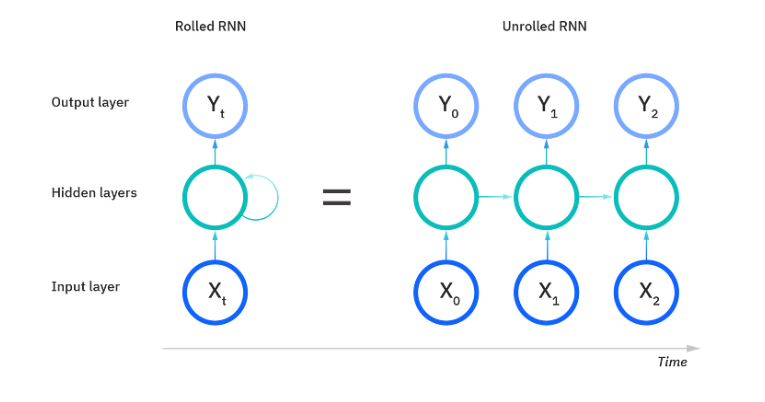 Rolled RNN
Unrolled RNN
Output layer
Yt
Y0
Y1
Y2
Hidden layers
=
Input layer
Xt
X0
X1
X2
Time